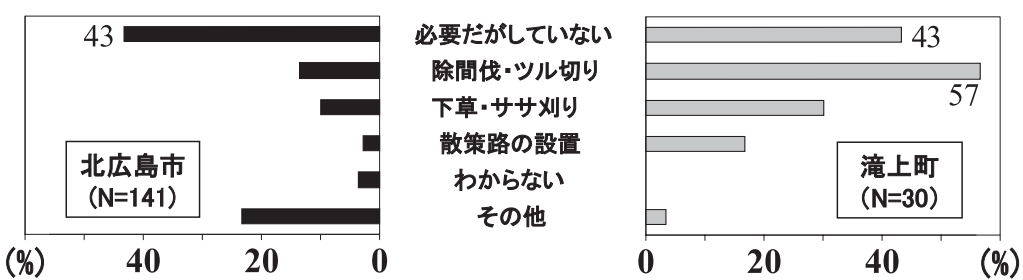 43 必要だがしていない 43
除間伐・ツル切り
57
下草・ササ刈り
散策路の設置
わからない
その他
北広島市
(N=141)
滝上町
(N=30)
(%) 40 20 0
0 20 40 (%)